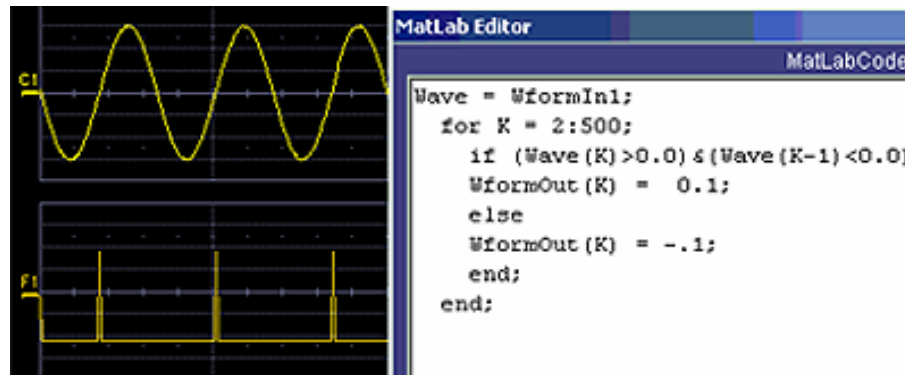 C1
F1
MatLab Editor
MatLabCode
Wave = WformIn1;
for K = 2:500;
if (Wave(K)>0.0)&(Wave(K-1)<0.0)
WformOut(K) = 0.1;
else
WformOut(K) = -.1;
end;
end;